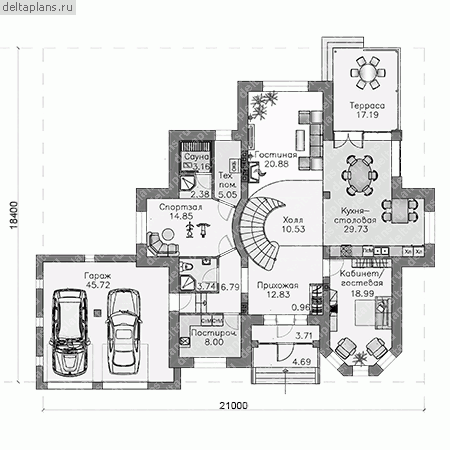 deltaplans.ru
Терраса
17.19
Сауна
3.16
2.38
Тех.
пом.
5.05
Гостиная
20.88
Спортзал
14.85
Холл
10.53
Кухня-
столовая
29.73
18400
Гараж
45.72
3.74
6.79
Прихожая
12.83
0.96
Кабинет/
гостевая
18.99
Постироч.
8.00
3.71
4.69
21000